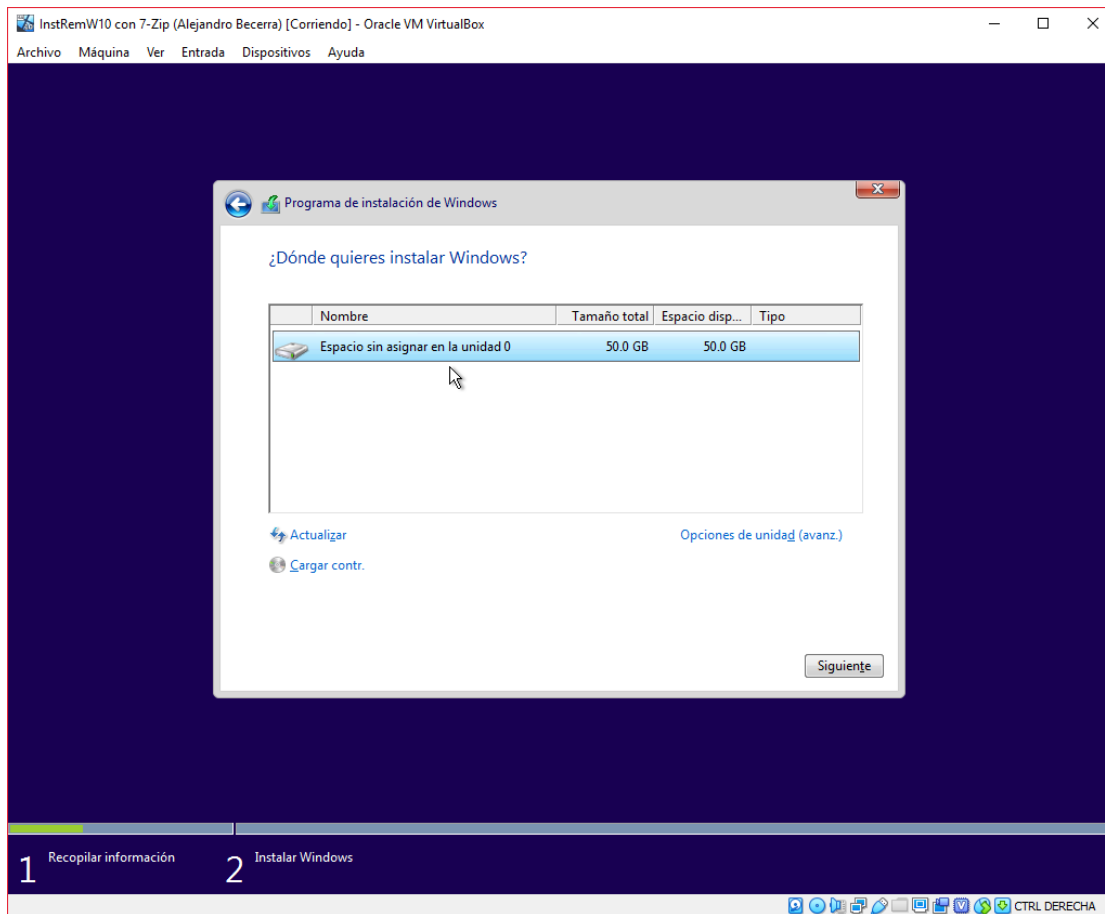 InstRemW10 con 7-Zip (Alejandro Becerra) [Corriendo] - Oracle VM VirtualBox
Archivo Máquina Ver Entrada Dispositivos Ayuda
Programa de instalación de Windows
¿Dónde quieres instalar Windows?
Nombre Tamaño total Espacio disp... Tipo
Espacio sin asignar en la unidad 0 50.0 GB 50.0 GB
Actualizar Opciones de unidad (avanz.)
Cargar contr.
Siguiente
1 Recopilar información 2 Instalar Windows
CTRL DERECHA